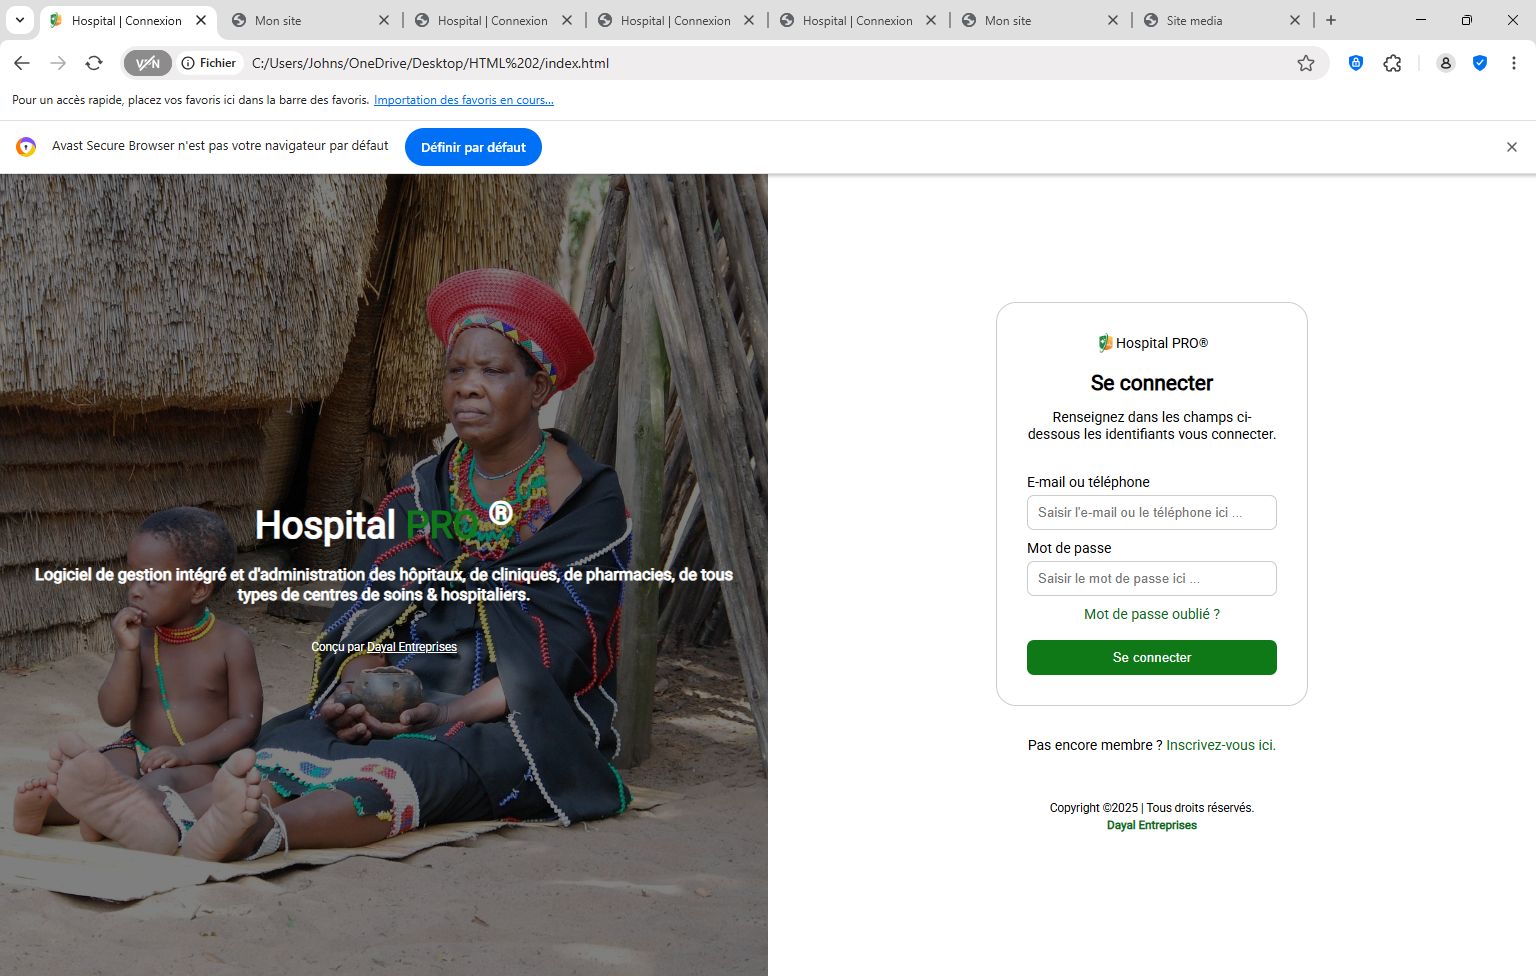 Hospital | Connexion
Mon site
Hospital | Connexion
Hospital | Connexion
Hospital | Connexion
Mon site
Site media
VPN
Fichier
C:/Users/Johns/OneDrive/Desktop/HTML%202/index.html
Pour un accès rapide, placez vos favoris ici dans la barre des favoris. Importation des favoris en cours...
Avast Secure Browser n'est pas votre navigateur par défaut
Définir par défaut
Hospital PRO ®
Logiciel de gestion intégré et d'administration des hôpitaux, de cliniques, de pharmacies, de tous
types de centres de soins & hospitaliers.
Conçu par Dayal Entreprises
Hospital PRO®
Se connecter
Renseignez dans les champs ci-
dessous les identifiants vous connecter.
E-mail ou téléphone
Saisir l'e-mail ou le téléphone ici ...
Mot de passe
Saisir le mot de passe ici ...
Mot de passe oublié ?
Se connecter
Pas encore membre ? Inscrivez-vous ici.
Copyright ©2025 | Tous droits réservés.
Dayal Entreprises